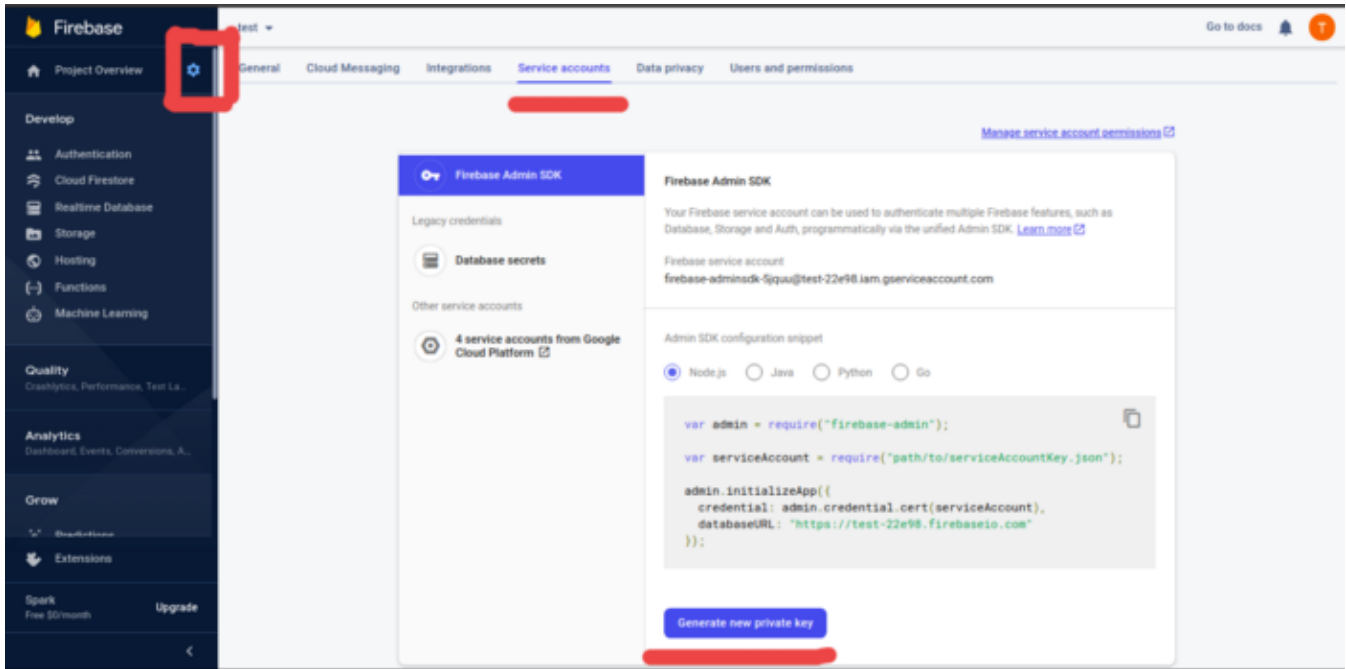 Firebase
test
Go to docs
T
Project Overview
General Cloud Messaging Integrations Service accounts Data privacy Users and permissions
Develop
Authentication
Cloud Firestore
Realtime Database
Storage
Hosting
Functions
Machine Learning
Quality
Crashlytics, Performance, Test La...
Analytics
Dashboard, Events, Conversions, A...
Grow
Predictions
Extensions
Spark
Free $0/month
Upgrade
Manage service account permissions
Firebase Admin SDK
Legacy credentials
Database secrets
Other service accounts
4 service accounts from Google
Cloud Platform
Firebase Admin SDK
Your Firebase service account can be used to authenticate multiple Firebase features, such as
Database, Storage and Auth, programmatically via the unified Admin SDK. Learn more
Firebase service account
firebase-adminsdk-5jquu@test-22e98.iam.gserviceaccount.com
Admin SDK configuration snippet
Node.js Java Python Go
var admin = require("firebase-admin");
var serviceAccount = require("path/to/serviceAccountKey.json");
admin.initializeApp({
credential: admin.credential.cert(serviceAccount),
databaseURL: "https://test-22e98.firebaseio.com"
});
Generate new private key